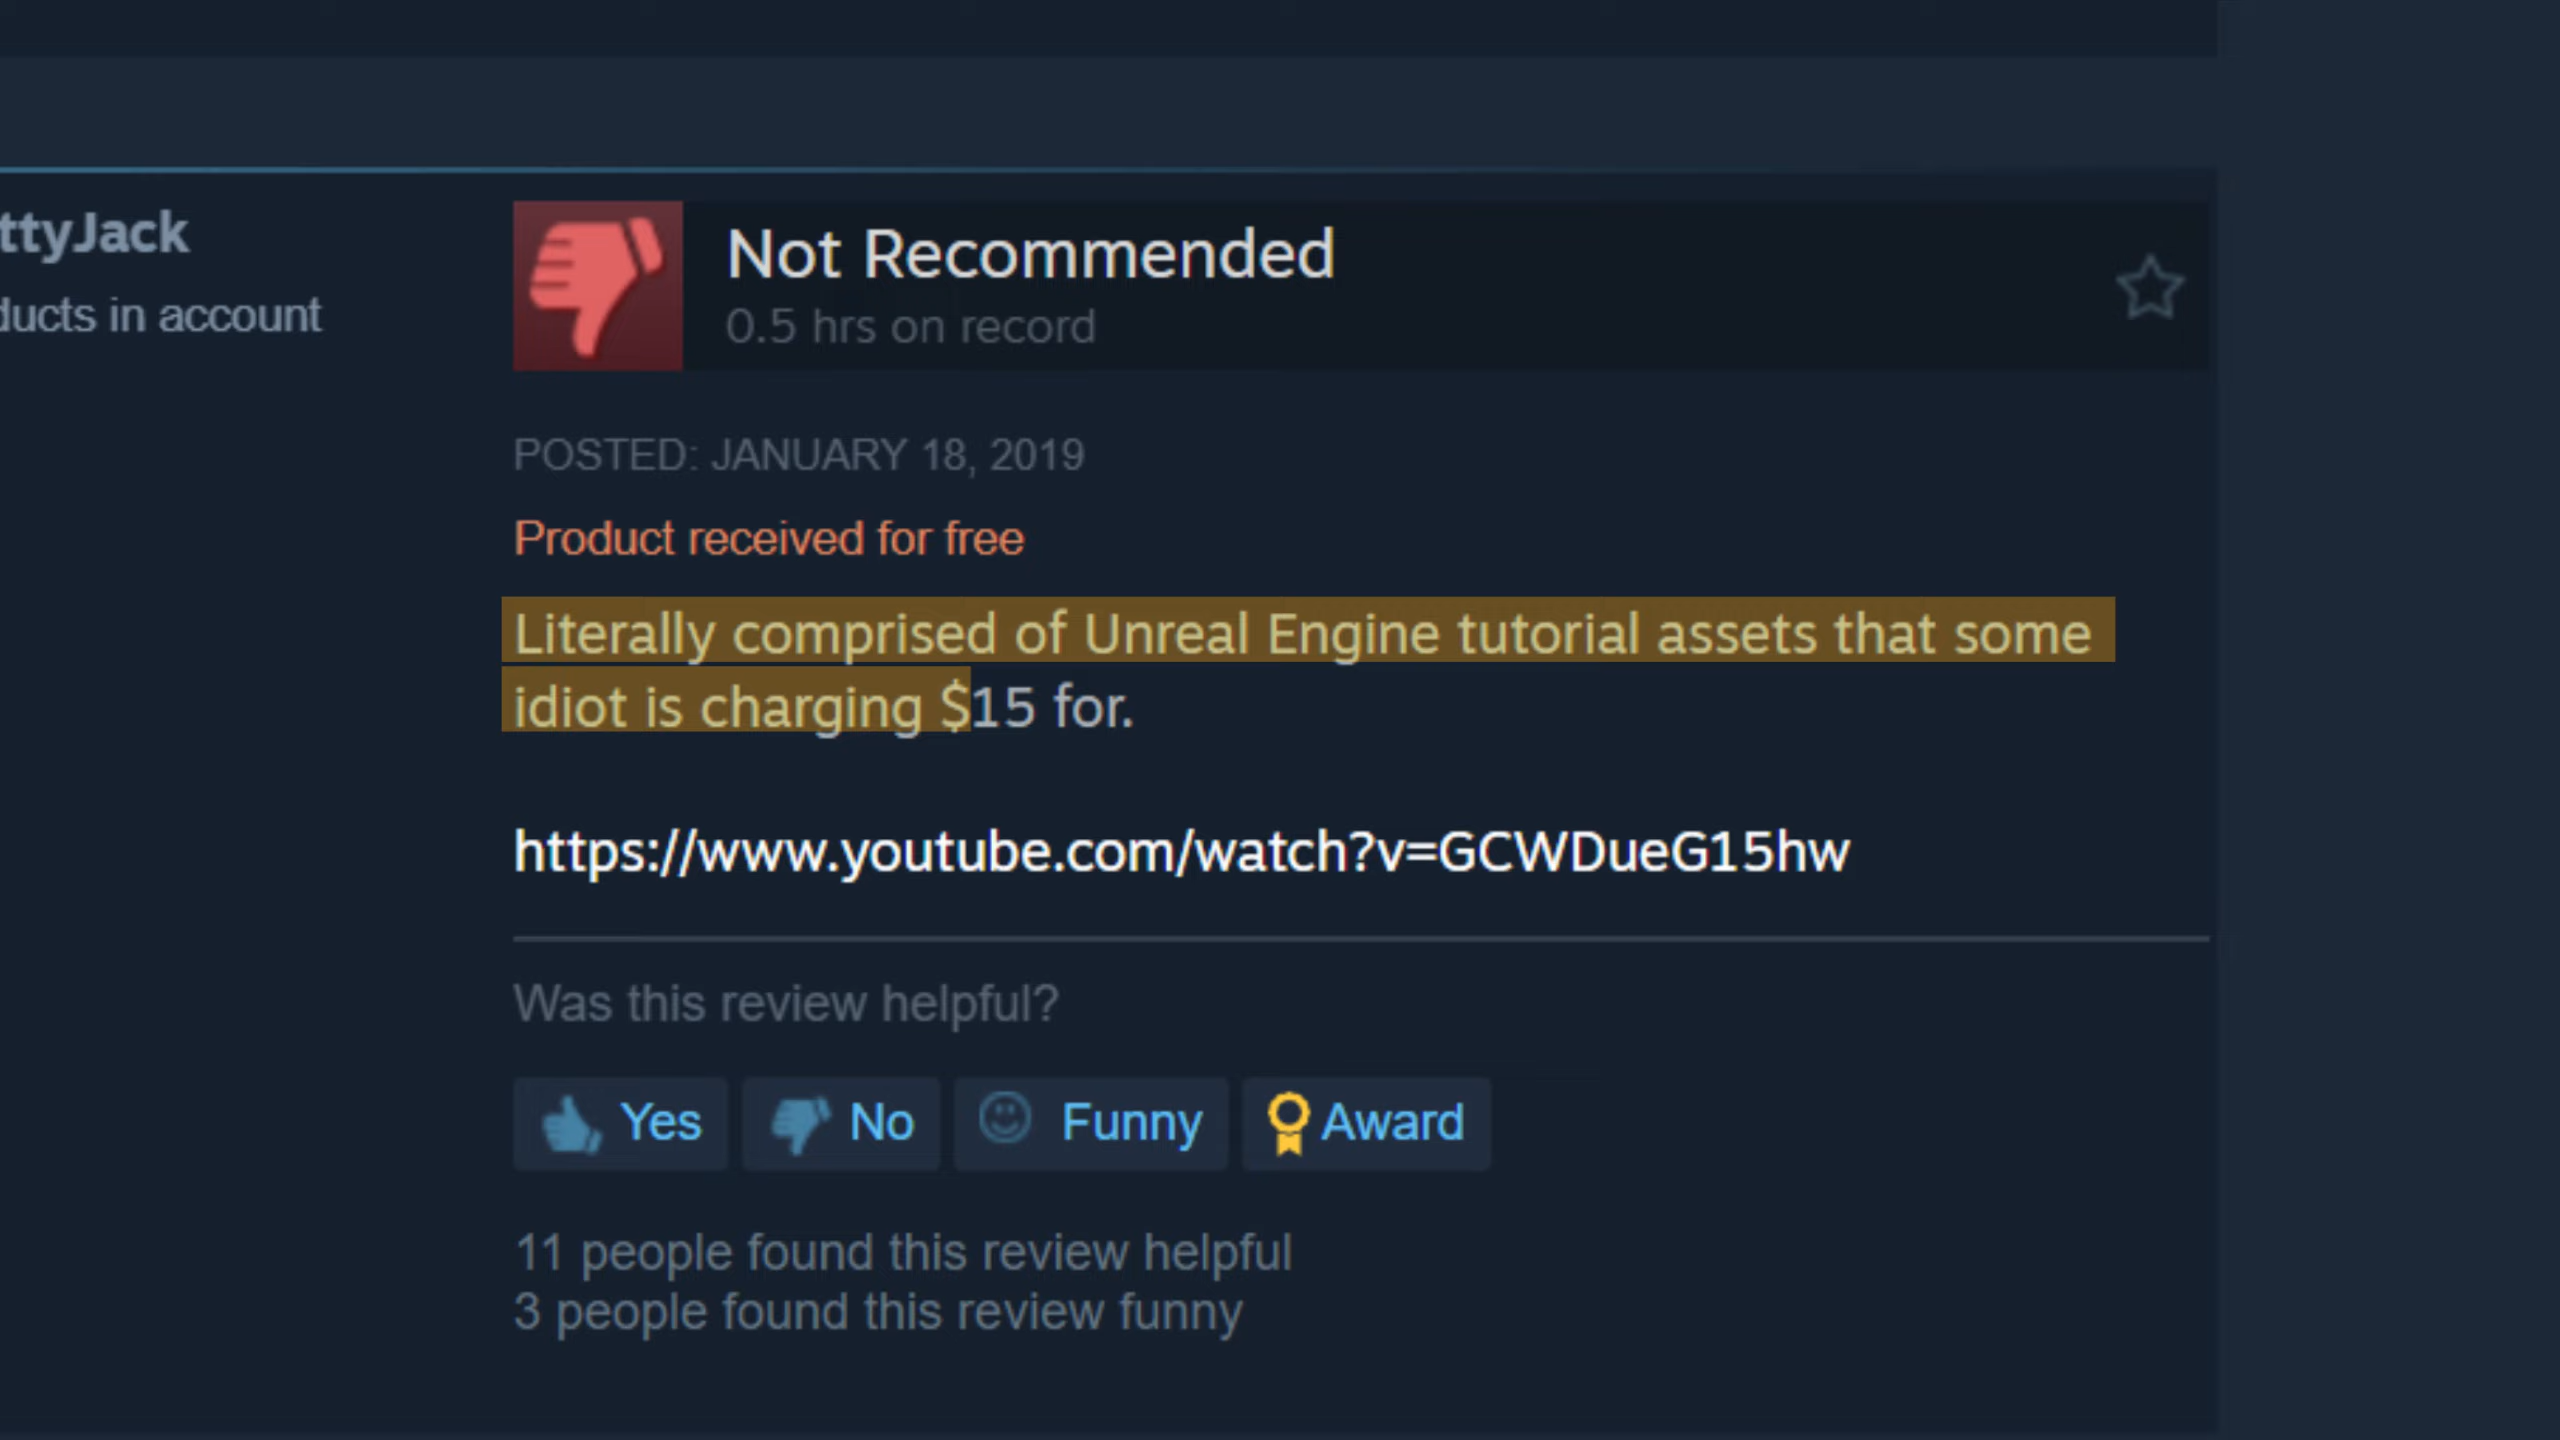 ttyJack
ducts in account
Not Recommended
0.5 hrs on record
POSTED: JANUARY 18, 2019
Product received for free
Literally comprised of Unreal Engine tutorial assets that some
idiot is charging $15 for.
https://www.youtube.com/watch?v=GCWDueG15hw
Was this review helpful?
Yes No Funny Award
11 people found this review helpful
3 people found this review funny